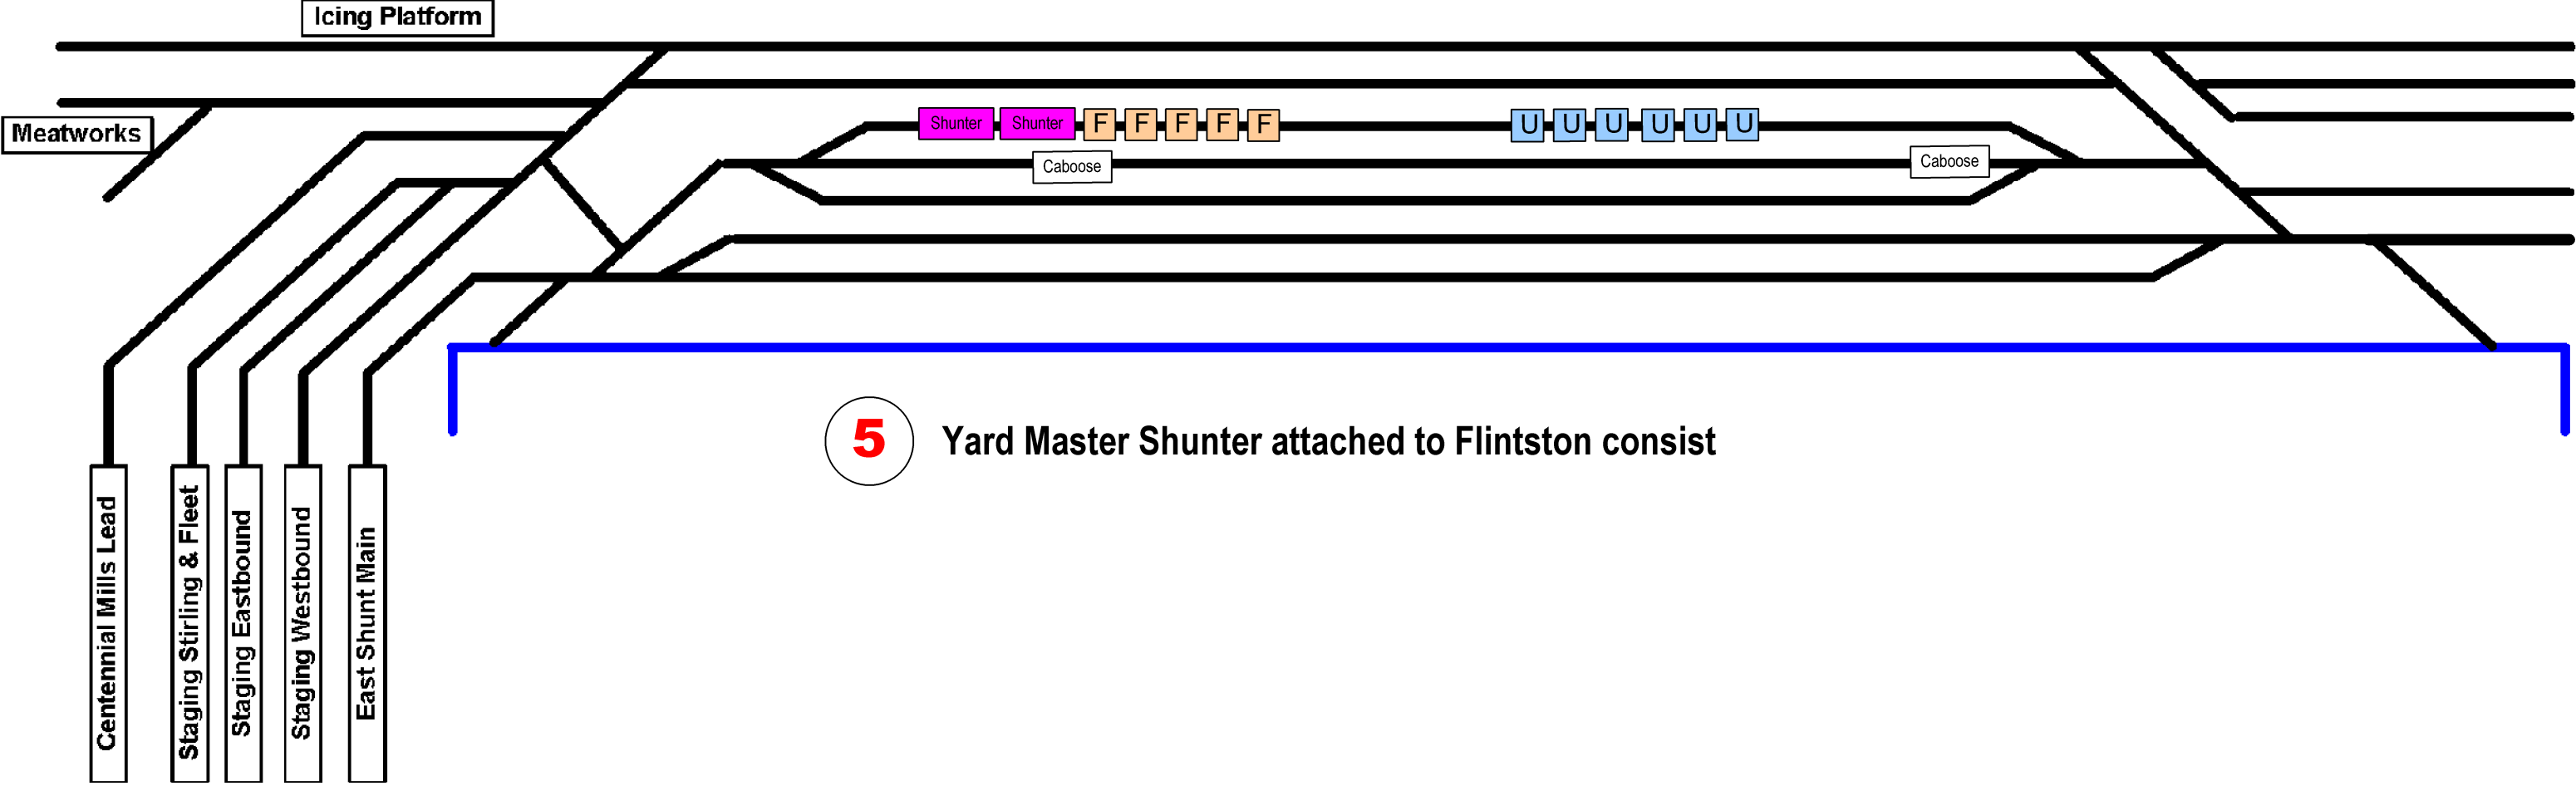 Icing Platform
Meatworks
Shunter Shunter F F F F F U U U U U U
Caboose Caboose
5 Yard Master Shunter attached to Flintston consist
Centennial Mills Lead
Staging Stirling & Fleet
Staging Eastbound
Staging Westbound
East Shunt Main